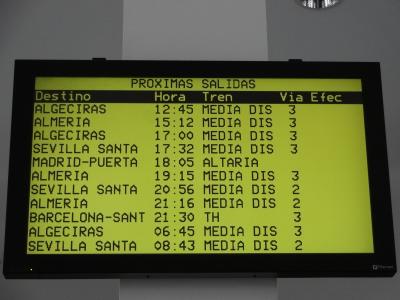 PROXIMAS SALIDAS
Destino Hora Tren Via Efec
ALGECIRAS 12:45 MEDIA DIS 3
ALMERIA 15:12 MEDIA DIS 3
ALGECIRAS 17:00 MEDIA DIS 3
SEVILLA SANTA 17:32 MEDIA DIS 3
MADRID-PUERTA 18:05 ALTARIA
ALMERIA 19:15 MEDIA DIS 3
SEVILLA SANTA 20:56 MEDIA DIS 2
ALMERIA 21:16 MEDIA DIS 2
BARCELONA-SANT 21:30 TH 3
ALGECIRAS 06:45 MEDIA DIS 3
SEVILLA SANTA 08:43 MEDIA DIS 2